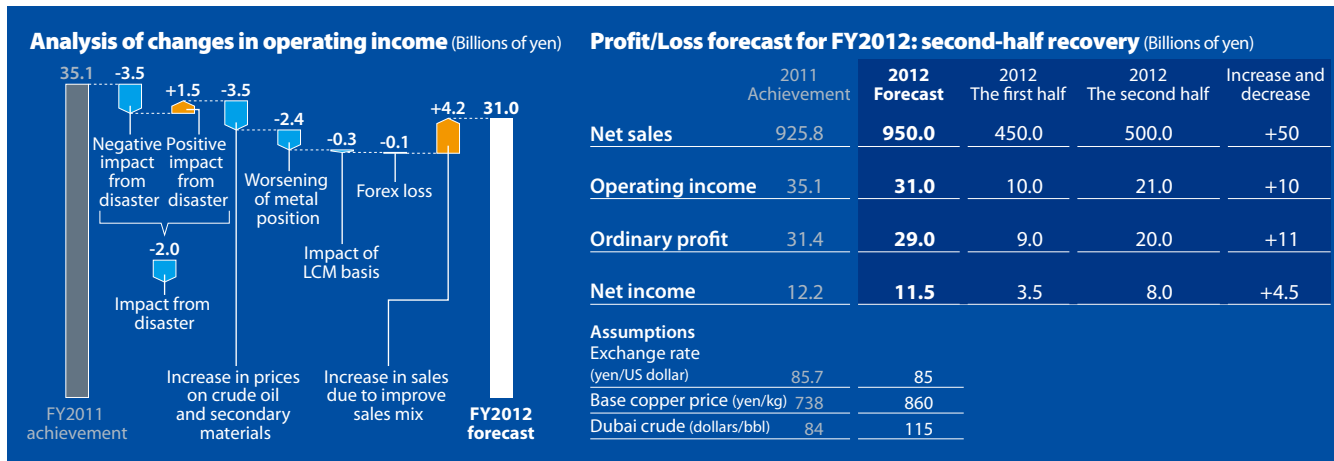 Analysis of changes in operating income (Billions of yen)
35.1
-3.5
+1.5
-3.5
-2.4
-0.3
-0.1
+4.2
31.0
Negative
impact
from
disaster
Positive
impact
from
disaster
-2.0
Impact from
disaster
Worsening
of metal
position
Forex loss
Impact of
LCM basis
Increase in prices
on crude oil
and secondary
materials
Increase in sales
due to improve
sales mix
FY2011
achievement
FY2012
forecast
Profit/Loss forecast for FY2012: second-half recovery (Billions of yen)
2011 2012 2012 2012 Increase and
Achievement Forecast The first half The second half decrease
Net sales 925.8 950.0 450.0 500.0 +50
Operating income 35.1 31.0 10.0 21.0 +10
Ordinary profit 31.4 29.0 9.0 20.0 +11
Net income 12.2 11.5 3.5 8.0 +4.5
Assumptions
Exchange rate
(yen/US dollar) 85.7 85
Base copper price (yen/kg) 738 860
Dubai crude (dollars/bbl) 84 115